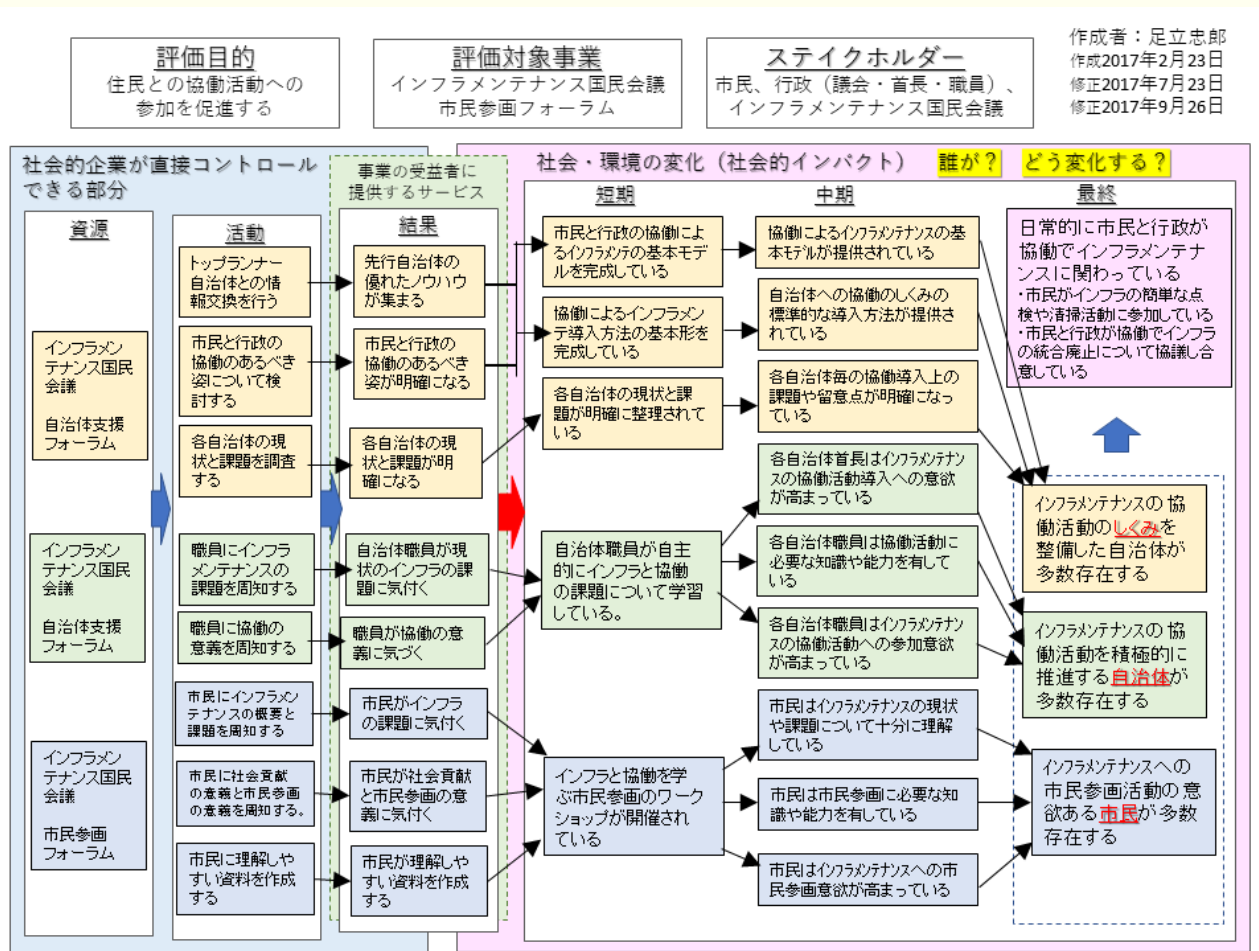 評価目的
住民との協働活動への
参加を促進する
評価対象事業
インフラメンテナンス国民会議
市民参画フォーラム
ステイクホルダー
市民、行政（議会・首長・職員）、
インフラメンテナンス国民会議
作成者：足立忠郎
作成2017年2月23日
修正2017年7月23日
修正2017年9月26日
社会的企業が直接コントロール
できる部分
事業の受益者に
提供するサービス
社会・環境の変化（社会的インパクト）
誰が？
どう変化する？
資源
活動
結果
短期
中期
最終
インフラメン
テナンス国民
会議
自治体支援
フォーラム
インフラメン
テナンス国民
会議
自治体支援
フォーラム
インフラメン
テナンス国民
会議
市民参画
フォーラム
トップランナー
自治体との情
報交換を行う
市民と行政の
協働のあるべき
姿について検
討する
各自治体の現
状と課題を調査
する
職員にインフラ
メンテナンスの
課題を周知する
職員に協働の
意義を周知する
市民にインフラメン
テナンスの概要と
課題を周知する
市民に社会貢献
の意義と市民参画
の意義を周知する。
市民に理解しや
すい資料を作成
する
先行自治体の
優れたノウハウ
が集まる
市民と行政の
協働のあるべき
姿が明確になる
各自治体の現
状と課題が明
確になる
自治体職員が現
状のインフラの課
題に気付く
職員が協働の意
義に気づく
市民がインフラ
の課題に気付く
市民が社会貢献
と市民参画の意
義に気付く
市民が理解しや
すい資料を作成
する
市民と行政の協働によ
るインフラメンテの基本モデ
ルを完成している
協働によるインフラメン
テ導入方法の基本形を
完成している
各自治体の現状と課
題が明確に整理されて
いる
自治体職員が自主
的にインフラと協働
の課題について学習
している。
インフラと協働を学
ぶ市民参画のワーク
ショップが開催され
ている
協働によるインフラメンテナンスの基
本モデルが提供されている
自治体への協働のしくみの
標準的な導入方法が提供さ
れている
各自治体毎の協働導入上の
課題や留意点が明確になっ
ている
各自治体首長はインフラメンテナン
スの協働活動導入への意欲
が高まっている
各自治体職員は協働活動に
必要な知識や能力を有して
いる
各自治体職員はインフラメンテナン
スの協働活動への参加意欲
が高まっている
市民はインフラメンテナンスの現状
や課題について十分に理解
している
市民は市民参画に必要な知
識や能力を有している
市民はインフラメンテナンスへの市
民参画意欲が高まっている
日常的に市民と行政が
協働でインフラメンテナ
ンスに関わっている
・市民がインフラの簡単な点
検や清掃活動に参加している
・市民と行政が協働でインフラ
の統合廃止について協議し合
意している
インフラメンテナンスの協
働活動のしくみを
整備した自治体が
多数存在する
インフラメンテナンスの協
働活動を積極的に
推進する自治体が
多数存在する
インフラメンテナンスへの
市民参画活動の意
欲ある市民が多数
存在する